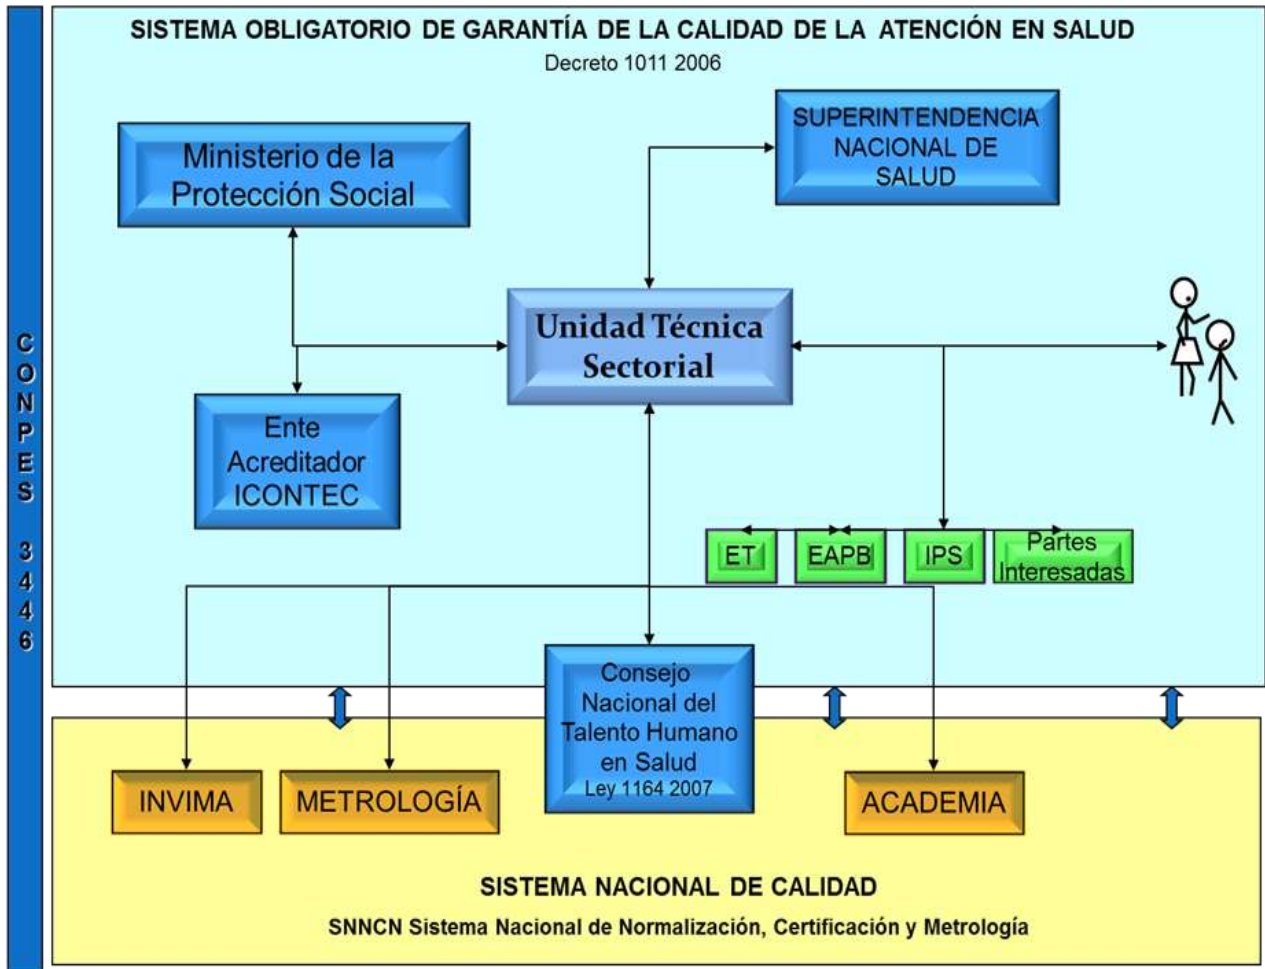 SISTEMA OBLIGATORIO DE GARANTÍA DE LA CALIDAD DE LA ATENCIÓN EN SALUD
Decreto 1011 2006
CONPES 3446
Ministerio de la
Protección Social
SUPERINTENDENCIA
NACIONAL DE
SALUD
Unidad Técnica
Sectorial
Ente
Acreditador
ICONTEC
ET
EAPB
IPS
Partes
Interesadas
Consejo
Nacional del
Talento Humano
en Salud
Ley 1164 2007
INVIMA
METROLOGÍA
ACADEMIA
SISTEMA NACIONAL DE CALIDAD
SNNCN Sistema Nacional de Normalización, Certificación y Metrología